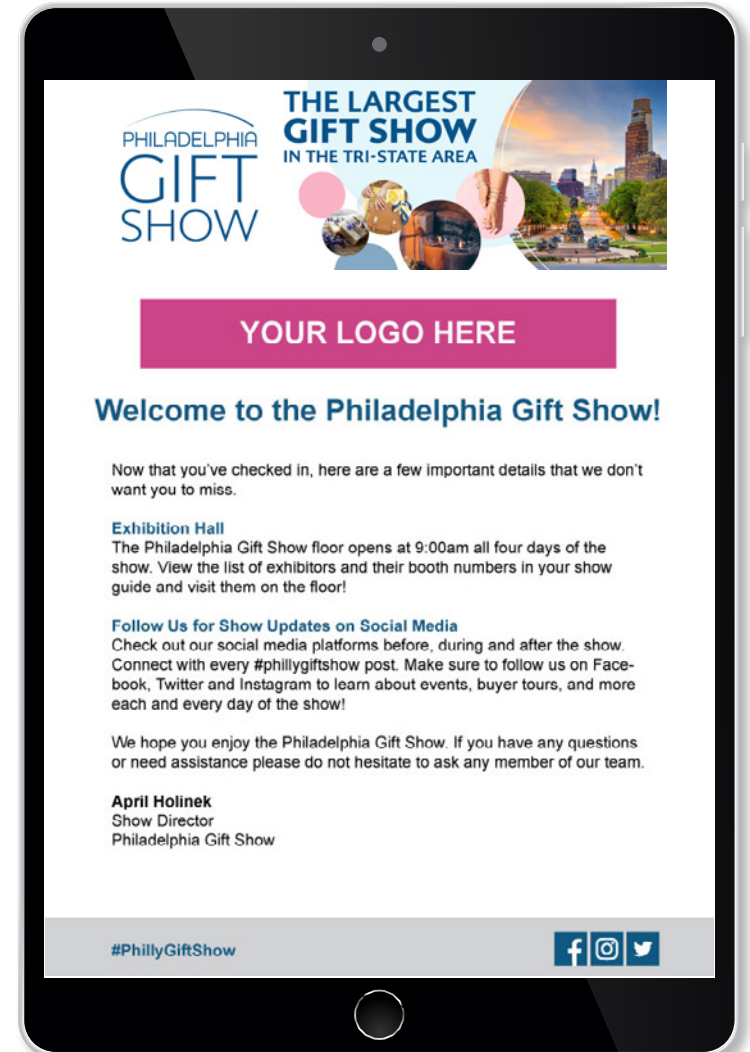 PHILADELPHIA
GIFT
SHOW
THE LARGEST
GIFT SHOW
IN THE TRI-STATE AREA
YOUR LOGO HERE
Welcome to the Philadelphia Gift Show!
Now that you've checked in, here are a few important details that we don't
want you to miss.
Exhibition Hall
The Philadelphia Gift Show floor opens at 9:00am all four days of the
show. View the list of exhibitors and their booth numbers in your show
guide and visit them on the floor!
Follow Us for Show Updates on Social Media
Check out our social media platforms before, during and after the show.
Connect with every #phillygiftshow post. Make sure to follow us on Face-
book, Twitter and Instagram to learn about events, buyer tours, and more
each and every day of the show!
We hope you enjoy the Philadelphia Gift Show. If you have any questions
or need assistance please do not hesitate to ask any member of our team.
April Holinek
Show Director
Philadelphia Gift Show
#PhillyGiftShow